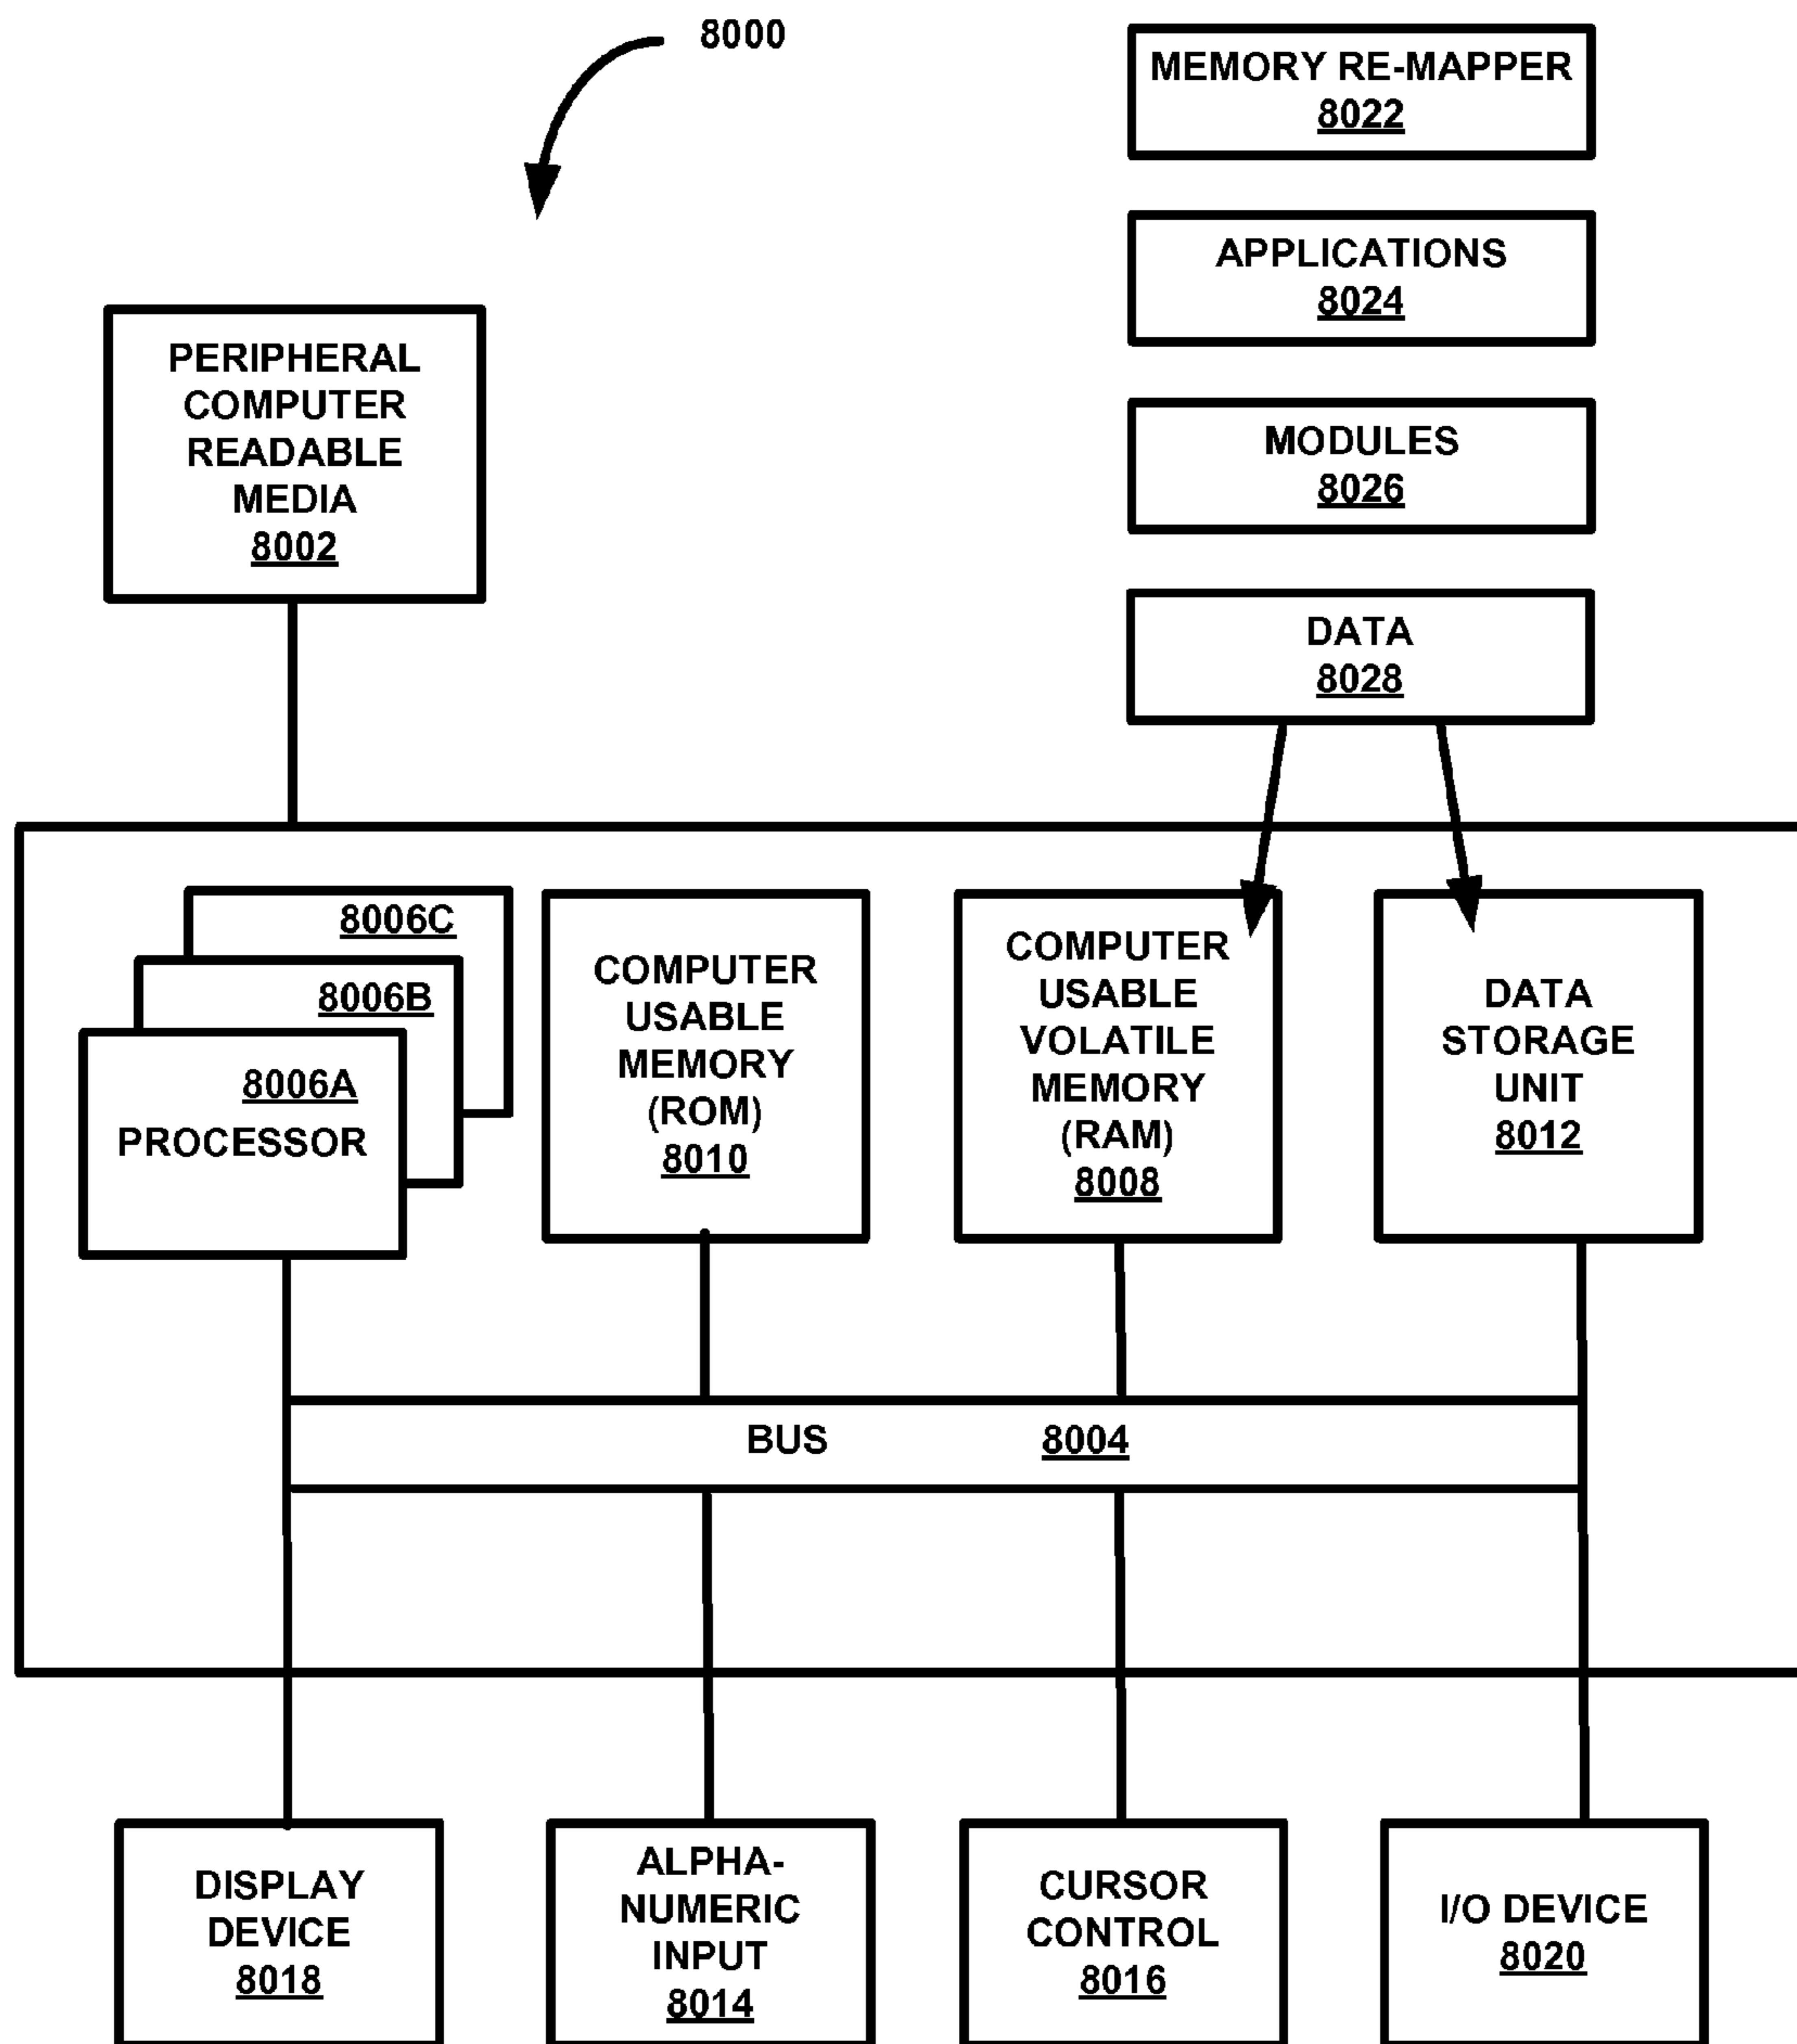 8000
MEMORY RE-MAPPER
8022
APPLICATIONS
8024
PERIPHERAL
COMPUTER
READABLE
MEDIA
8002
MODULES
8026
DATA
8028
8006C
8006B
8006A
PROCESSOR
COMPUTER
USABLE
MEMORY
(ROM)
8010
COMPUTER
USABLE
VOLATILE
MEMORY
(RAM)
8008
DATA
STORAGE
UNIT
8012
BUS 8004
DISPLAY
DEVICE
8018
ALPHA-
NUMERIC
INPUT
8014
CURSOR
CONTROL
8016
I/O DEVICE
8020